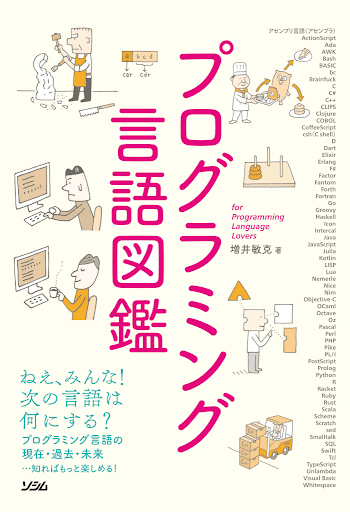 プログラミング
言語図鑑
for
Programming
Language
Lovers
増井敏克 著
a b c d
car cdr
ねえ、みんな!
次の言語は
何にする?
プログラミング言語の
現在・過去・未来
…知ればもっと楽しめる!
ソシム
アセンブリ言語(アセンブラ)
ActionScript
Ada
AWK
Bash
BASIC
bc
Brainfuck
C
C#
C++
CLIPS
Clojure
COBOL
CoffeeScript
csh(C shell)
D
Dart
Elixir
Erlang
F#
Factor
Fantom
Forth
Fortran
Go
Groovy
Haskell
Icon
Intercal
Java
JavaScript
Julia
Kotlin
LISP
Lua
Nemerle
Nice
Nim
Objective-C
OCaml
Octave
Oz
Pascal
Perl
PHP
Pike
PL/I
PostScript
Prolog
Python
R
Racket
Ruby
Rust
Scala
Scheme
Scratch
sed
Smalltalk
SQL
Swift
Tcl
TypeScript
Unlambda
Visual Basic
Whitespace